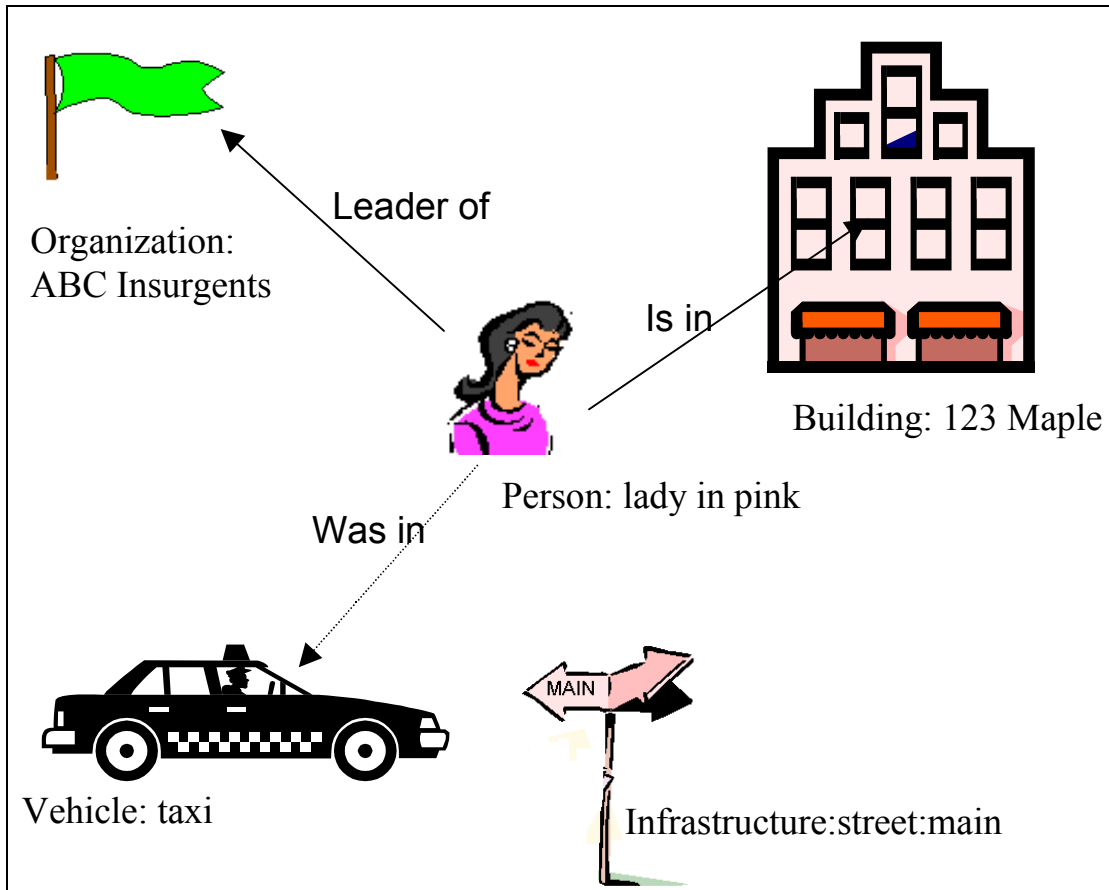 Leader of
Organization:
ABC Insurgents
Is in
Building: 123 Maple
Person: lady in pink
Was in
MAIN
Vehicle: taxi
Infrastructure:street:main